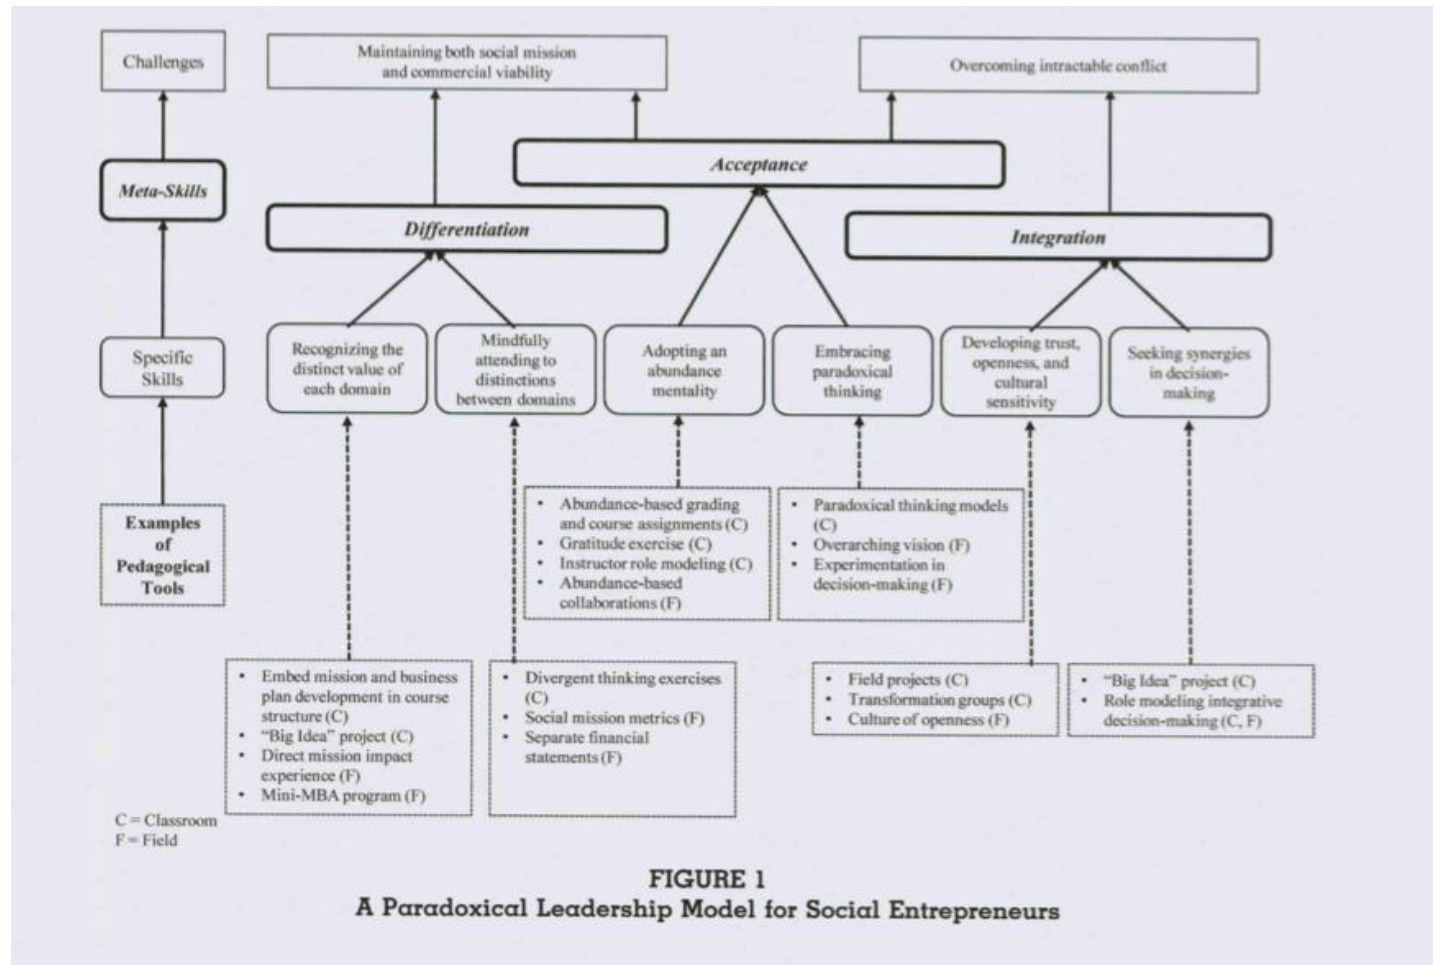 Challenges
Maintaining both social mission
and commercial viability
Overcoming intractable conflict
Meta-Skills
Acceptance
Differentiation
Integration
Specific
Skills
Recognizing the
distinct value of
each domain
Mindfully
attending to
distinctions
between domains
Adopting an
abundance
mentality
Embracing
paradoxical
thinking
Developing trust,
openness, and
cultural
sensitivity
Seeking synergies
in decision-
making
Examples
of
Pedagogical
Tools
• Abundance-based grading
and course assignments (C)
• Gratitude exercise (C)
• Instructor role modeling (C)
• Abundance-based
collaborations (F)
• Paradoxical thinking models
(C)
• Overarching vision (F)
• Experimentation in
decision-making (F)
• Embed mission and business
plan development in course
structure (C)
• “Big Idea” project (C)
• Direct mission impact
experience (F)
• Mini-MBA program (F)
• Divergent thinking exercises
(C)
• Social mission metrics (F)
• Separate financial
statements (F)
• Field projects (C)
• Transformation groups (C)
• Culture of openness (F)
• “Big Idea” project (C)
• Role modeling integrative
decision-making (C, F)
C = Classroom
F = Field
FIGURE 1
A Paradoxical Leadership Model for Social Entrepreneurs